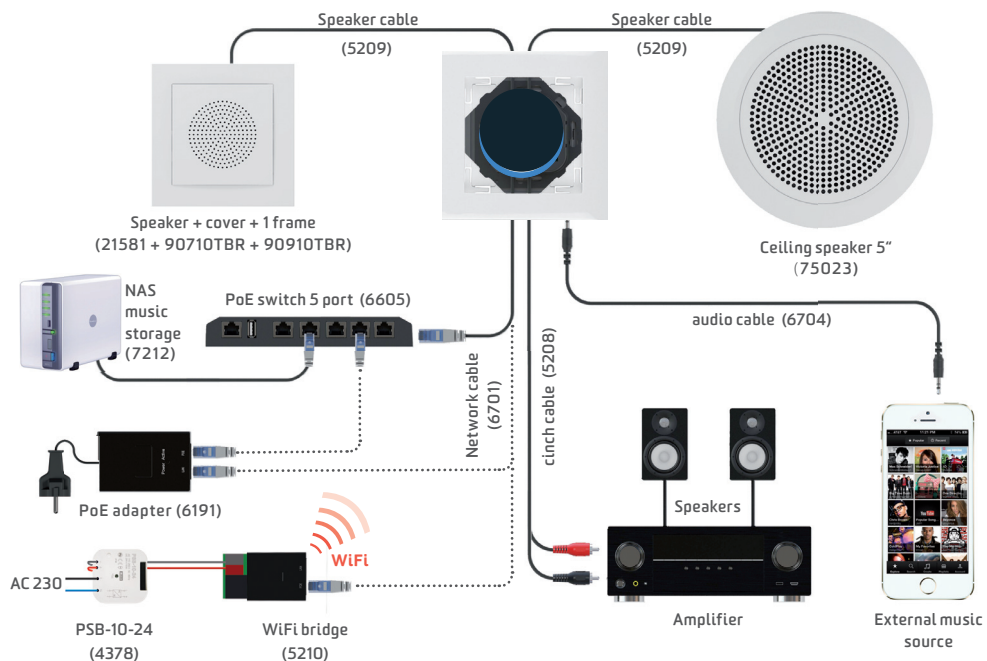 Speaker cable
(5209)
Speaker cable
(5209)
Speaker + cover + 1 frame
(21581 + 90710TBR + 90910TBR)
Ceiling speaker 5“
(75023)
NAS
music
storage
(7212)
PoE switch 5 port (6605)
audio cable (6704)
Network cable
(6701)
cinch cable (5208)
Power Active
PoE adapter (6191)
Speakers
WiFi
AC 230
PSB-10-24
(4378)
WiFi bridge
(5210)
Amplifier
External music
source